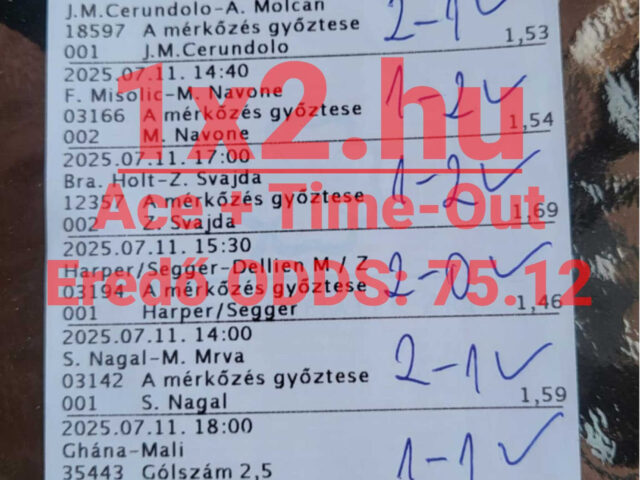 J.M.Cerundolo-A. Molcan
18597 A mérkőzés győztese 2-1✓
001 J.M.Cerundolo 1,53
2025.07.11. 14:40
F. Misolic-M. Navone 1-2✓
03166 A mérkőzés győztese
002 M. Navone 1,54
1x2.hu
2025.07.11. 17:00
Bra. Holt-Z. Svajda 1-2✓
12357 A mérkőzés győztese
002 Z. Svajda 1,69
Ace + Time-Out
2025.07.11. 15:30
Harper/Segger-Dellien M / Z 2-0✓
03194 A mérkőzés győztese
001 Harper/Segger 1,46
Eredő ODDS: 75.12
2025.07.11. 14:00
S. Nagal-M. Mrva 2-1✓
03142 A mérkőzés győztese
001 S. Nagal 1,59
2025.07.11. 18:00
Ghána-Mali 1-1✓
35443 Gólszám 2,5